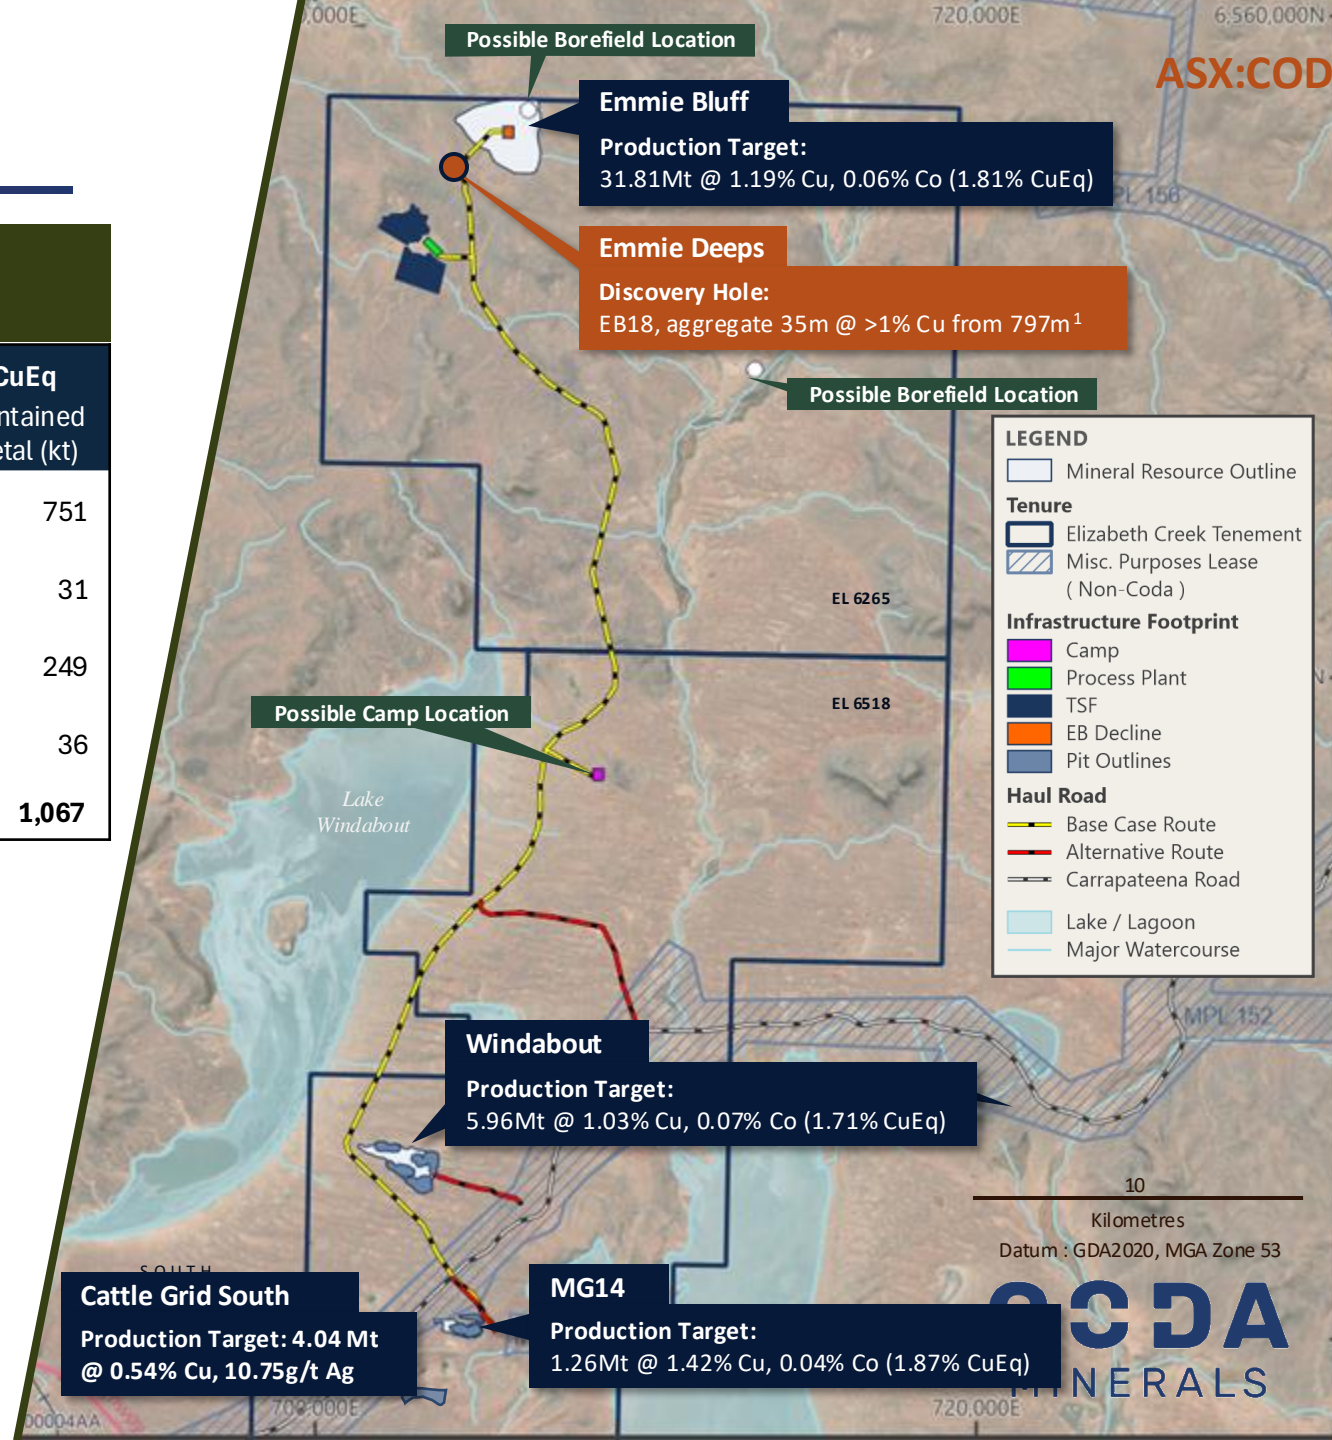 ,000E
720,000E
6,560,000N
ASX:COD
Possible Borefield Location
Emmie Bluff
Production Target:
31.81Mt @ 1.19% Cu, 0.06% Co (1.81% CuEq)
PL 156
Emmie Deeps
Discovery Hole:
EB18, aggregate 35m @ >1% Cu from 797m¹
Possible Borefield Location
CuEq
ntained
etal (kt)
751
31
249
36
1,067
LEGEND
Mineral Resource Outline
Tenure
Elizabeth Creek Tenement
Misc. Purposes Lease
( Non-Coda )
Infrastructure Footprint
Camp
Process Plant
TSF
EB Decline
Pit Outlines
Haul Road
Base Case Route
Alternative Route
Carrapateena Road
Lake / Lagoon
Major Watercourse
EL 6265
EL 6518
N
Possible Camp Location
Lake
Windabout
MPL 152
Windabout
Production Target:
5.96Mt @ 1.03% Cu, 0.07% Co (1.71% CuEq)
10
Kilometres
Datum : GDA2020, MGA Zone 53
SOUTH
Cattle Grid South
Production Target: 4.04 Mt
@ 0.54% Cu, 10.75g/t Ag
MG14
Production Target:
1.26Mt @ 1.42% Cu, 0.04% Co (1.87% CuEq)
CODA
MINERALS
00004AA
700,000E
720,000E